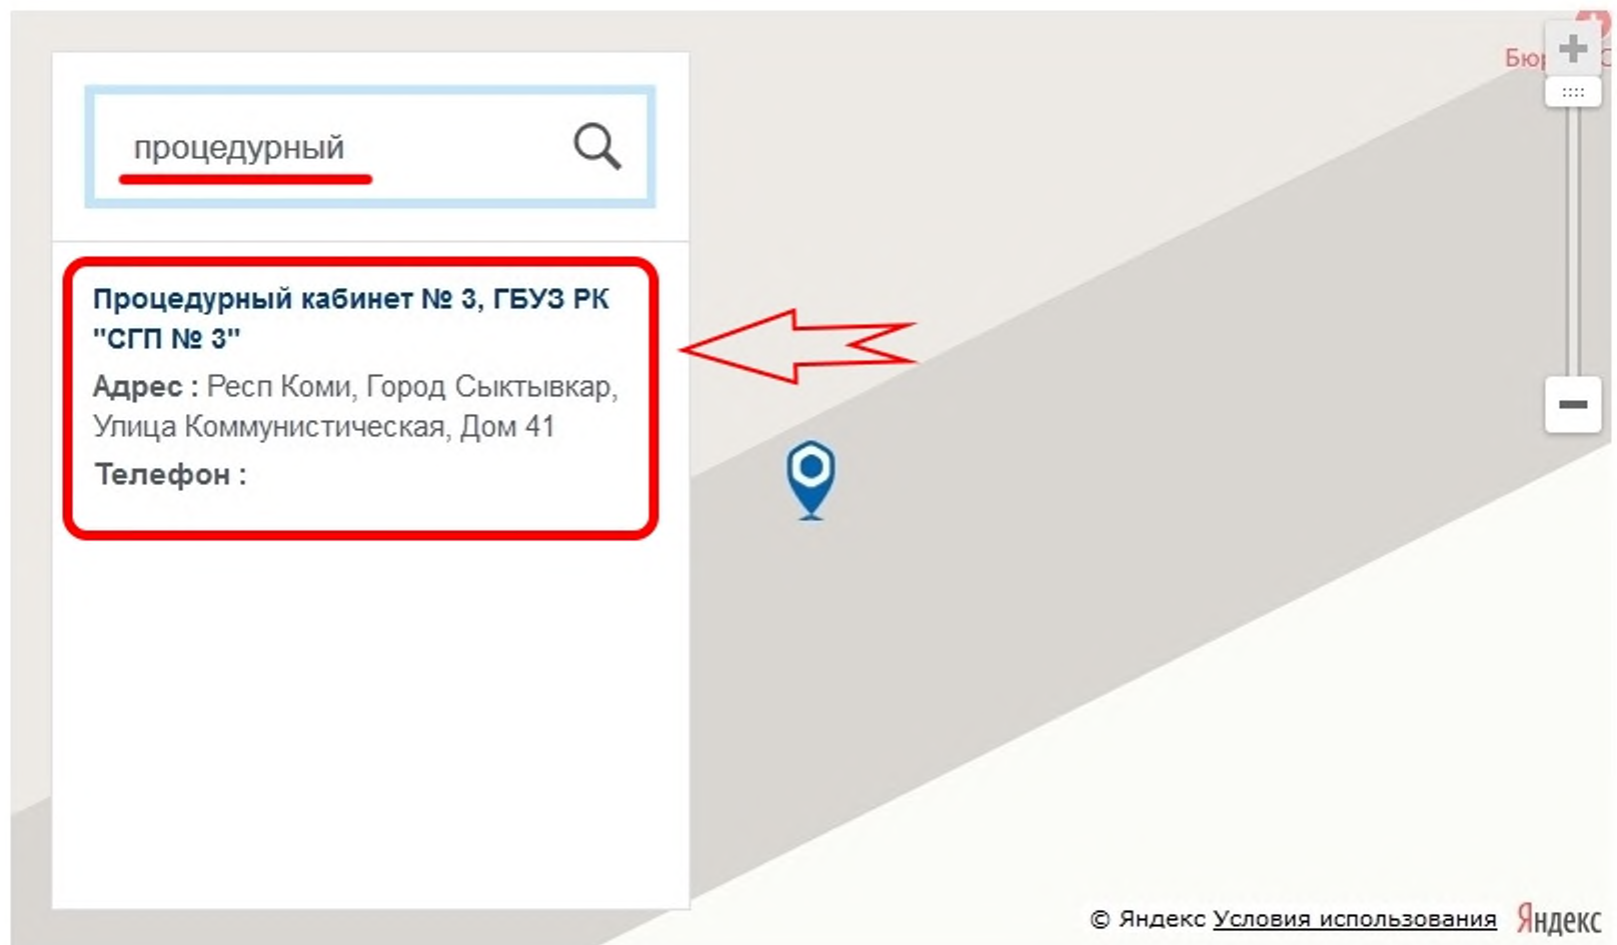 процедурный
Процедурный кабинет № 3, ГБУЗ РК
"СГП № 3"
Адрес : Респ Коми, Город Сыктывкар,
Улица Коммунистическая, Дом 41
Телефон :
© Яндекс Условия использования Яндекс